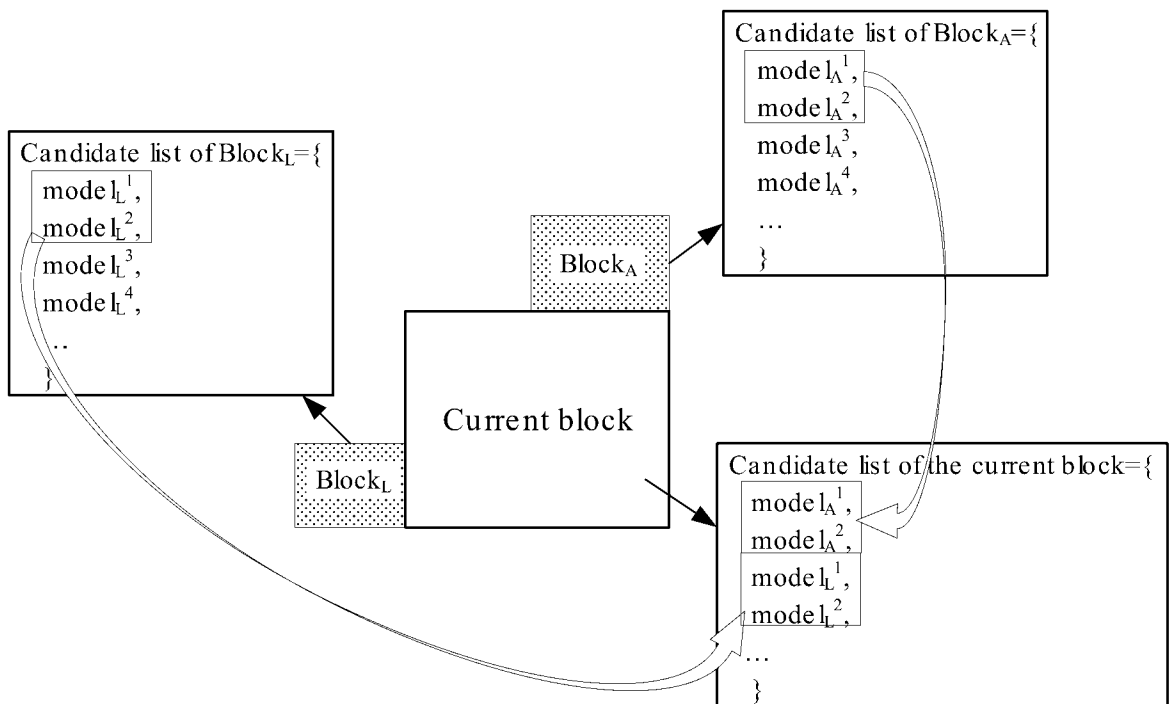 Candidate list of Block_A={
model_A^1,
model_A^2,
model_A^3,
model_A^4,
...
}
Candidate list of Block_L={
model_L^1,
model_L^2,
model_L^3,
model_L^4,
..
}
Block_A
Current block
Block_L
Candidate list of the current block={
model_A^1,
model_A^2,
model_L^1,
model_L^2,
...
}